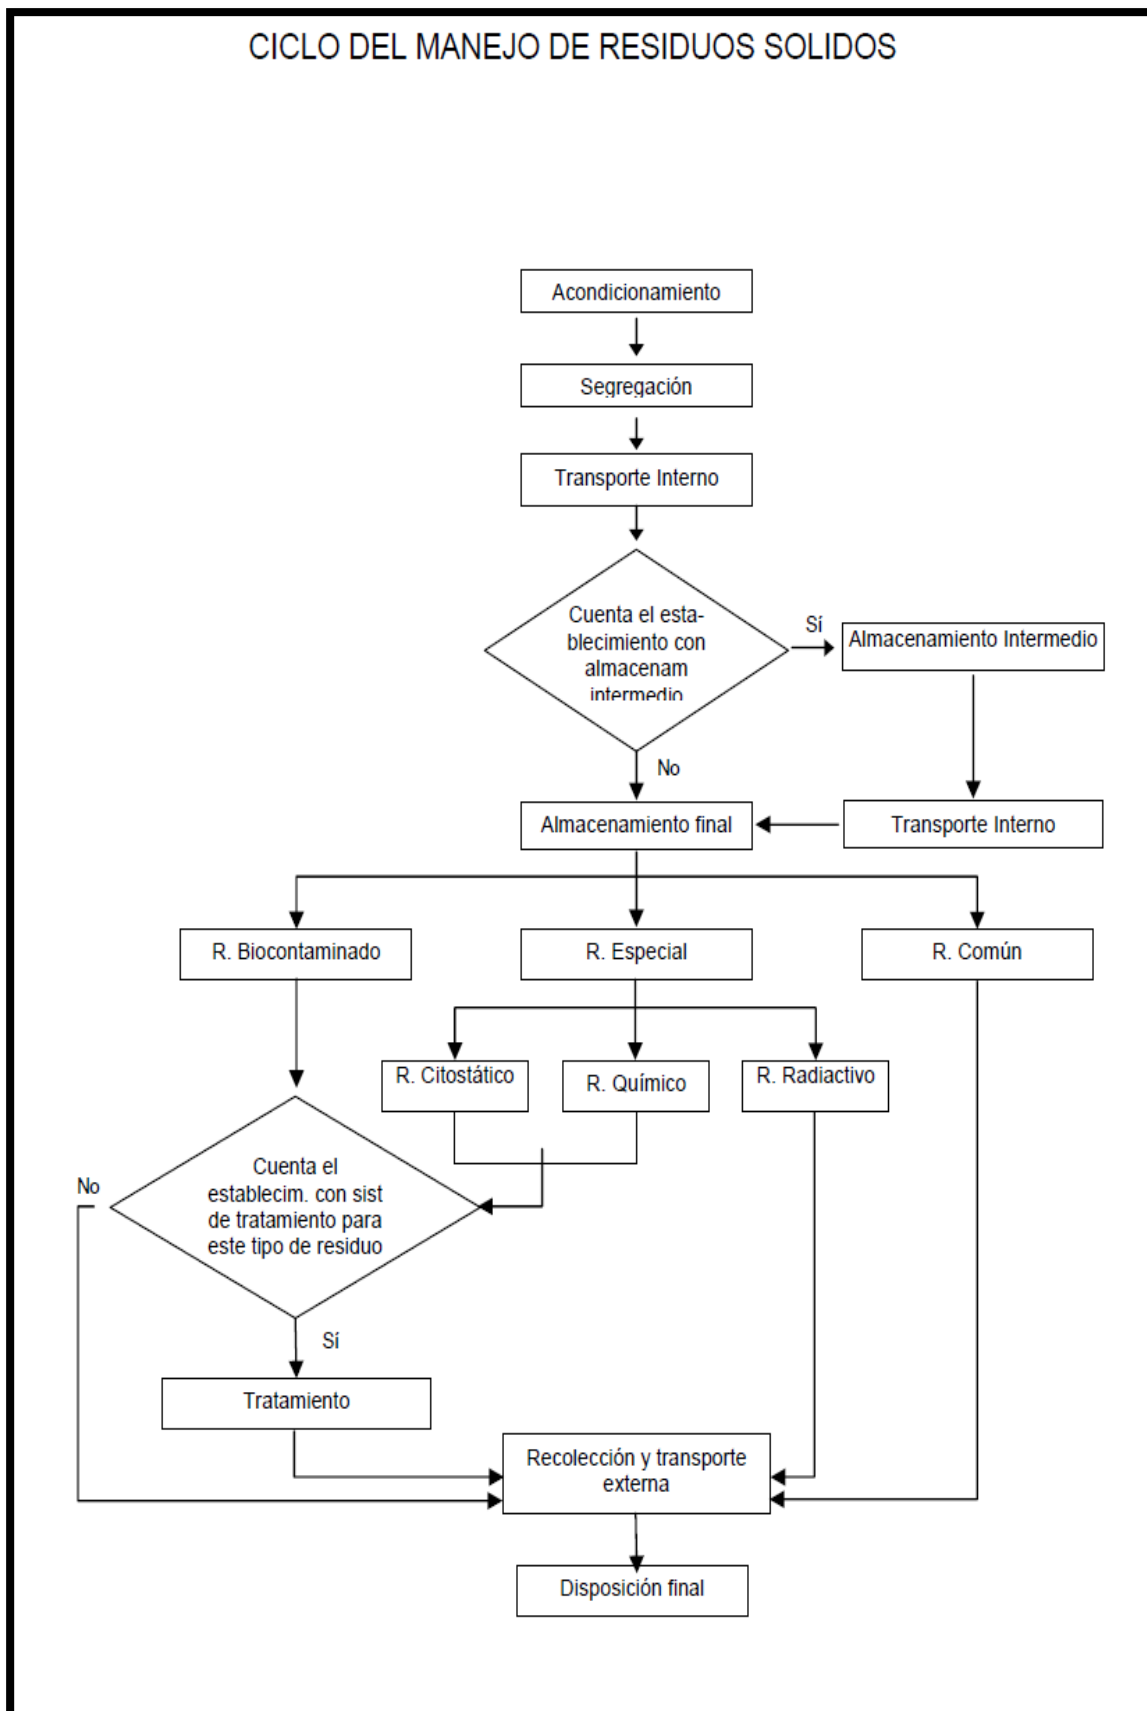 CICLO DEL MANEJO DE RESIDUOS SOLIDOS
Acondicionamiento
Segregación
Transporte Interno
Cuenta el esta-
blecimiento con
almacenam
intermedio
Sí
Almacenamiento Intermedio
No
Almacenamiento final
Transporte Interno
R. Biocontaminado
R. Especial
R. Común
R. Citostático
R. Químico
R. Radiactivo
No
Cuenta el
establecim. con sist
de tratamiento para
este tipo de residuo
Sí
Tratamiento
Recolección y transporte
externa
Disposición final